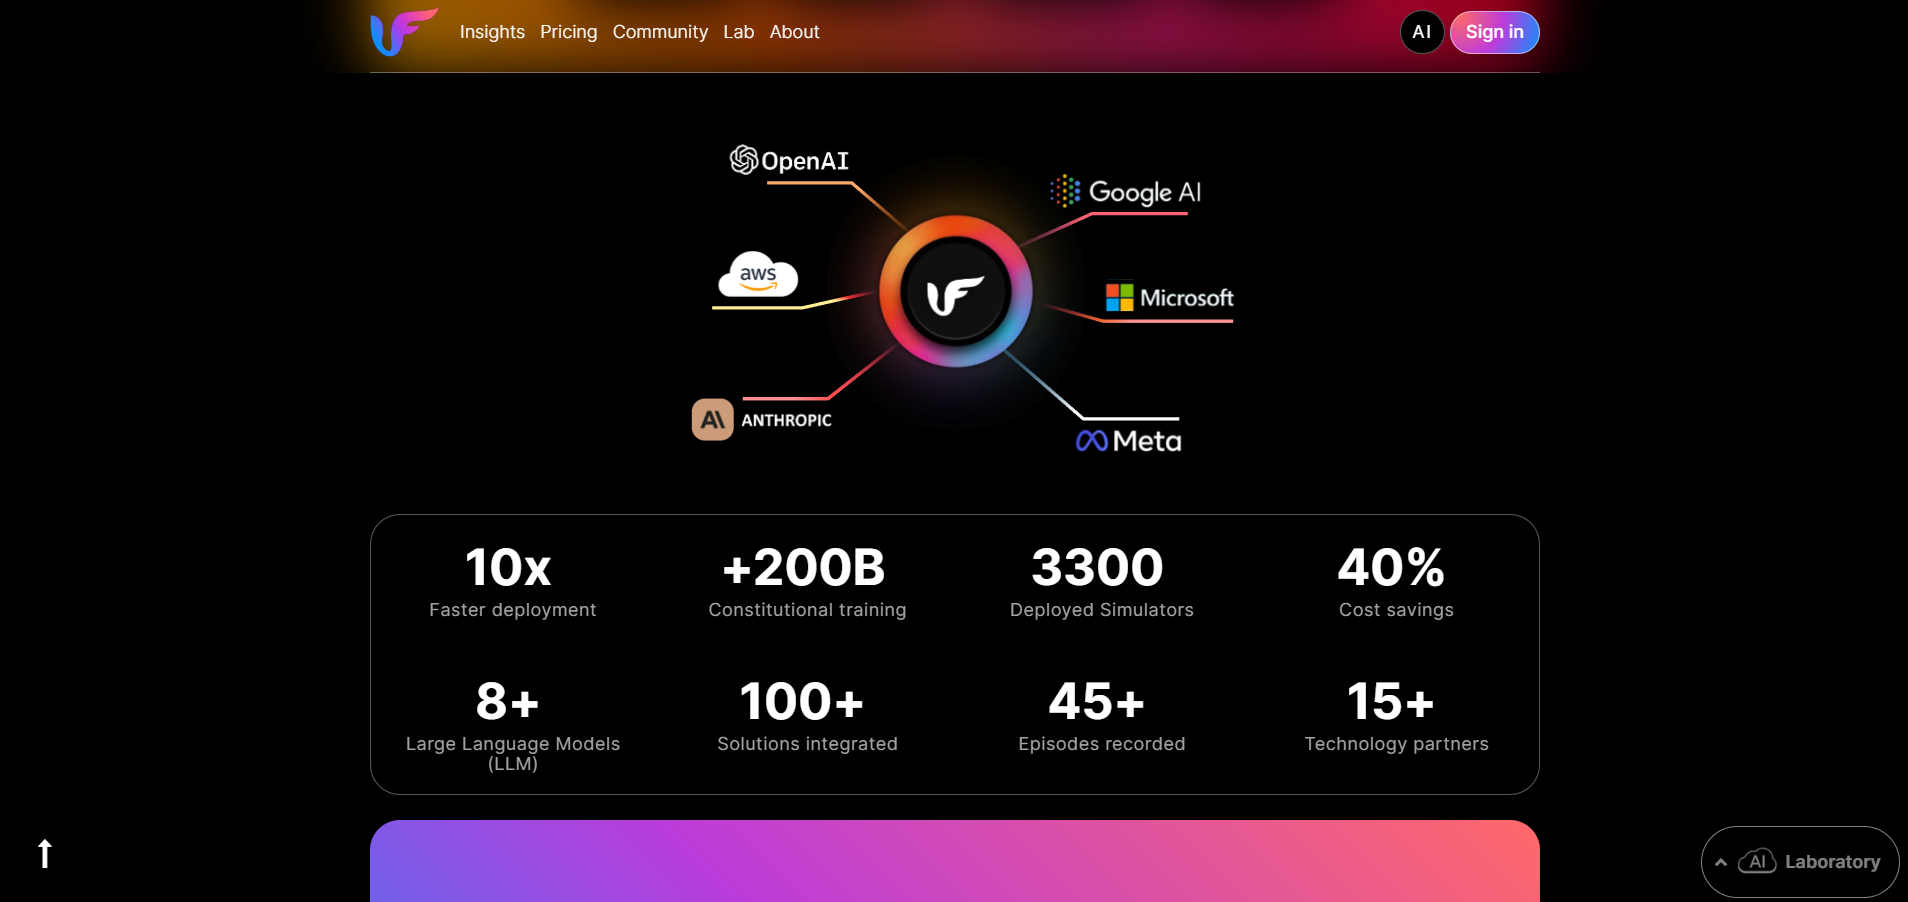 Insights Pricing Community Lab About
AI Sign in
OpenAI
Google AI
aws
Microsoft
AI ANTHROPIC
Meta
10x
Faster deployment
+200B
Constitutional training
3300
Deployed Simulators
40%
Cost savings
8+
Large Language Models
(LLM)
100+
Solutions integrated
45+
Episodes recorded
15+
Technology partners
AI Laboratory